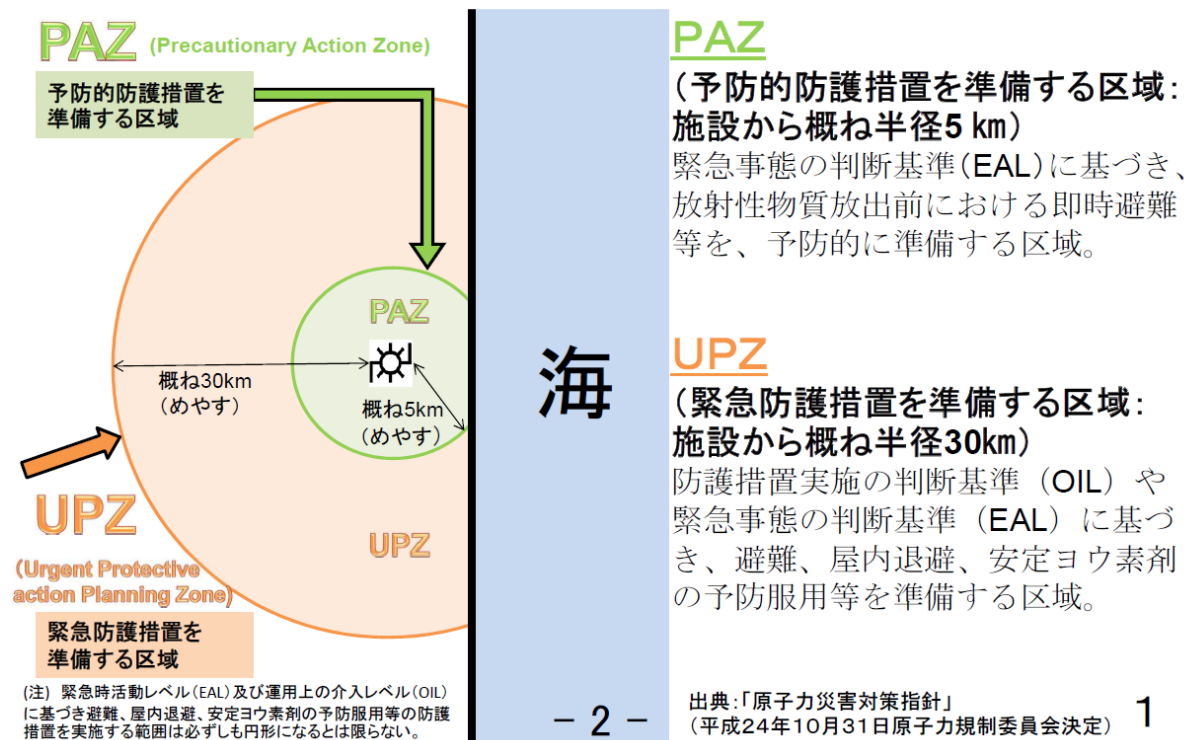 PAZ (Precautionary Action Zone)
予防的防護措置を
準備する区域
PAZ
概ね30km
(めやす)
概ね5km
(めやす)
UPZ
UPZ
(Urgent Protective
action Planning Zone)
緊急防護措置を
準備する区域
(注) 緊急時活動レベル(EAL)及び運用上の介入レベル(OIL)
に基づき避難、屋内退避、安定ヨウ素剤の予防服用等の防護
措置を実施する範囲は必ずしも円形になるとは限らない。
海
- 2 -
PAZ
(予防的防護措置を準備する区域:
施設から概ね半径5㎞)
緊急事態の判断基準(EAL)に基づき、
放射性物質放出前における即時避難
等を、予防的に準備する区域。
UPZ
(緊急防護措置を準備する区域:
施設から概ね半径30㎞)
防護措置実施の判断基準(OIL)や
緊急事態の判断基準(EAL)に基づ
き、避難、屋内退避、安定ヨウ素剤
の予防服用等を準備する区域。
出典:「原子力災害対策指針」
(平成24年10月31日原子力規制委員会決定)
1